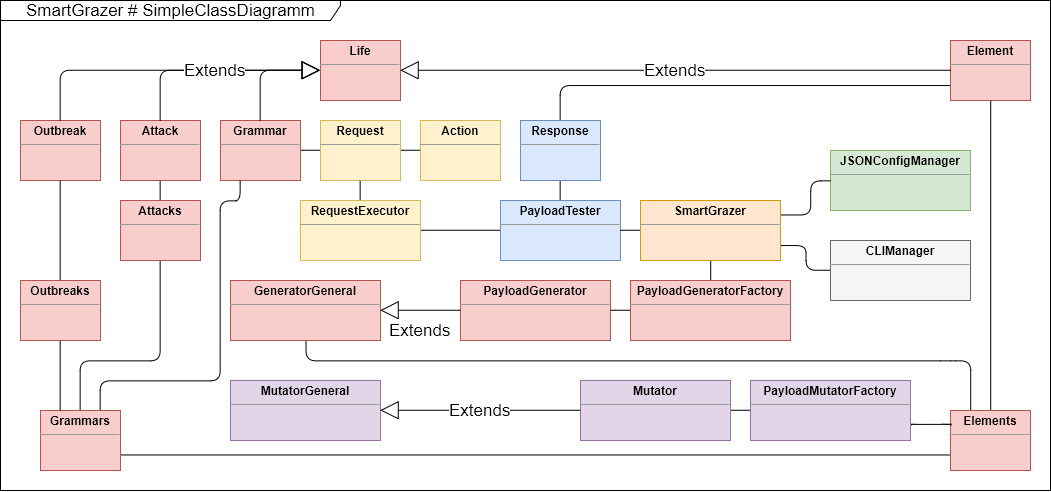 SmartGrazer # SimpleClassDiagramm
Life
Element
Extends
Extends
Outbreak
Attack
Grammar
Request
Action
Response
JSONConfigManager
Attacks
RequestExecutor
PayloadTester
SmartGrazer
CLIManager
Outbreaks
GeneratorGeneral
PayloadGenerator
PayloadGeneratorFactory
Extends
MutatorGeneral
Mutator
PayloadMutatorFactory
Extends
Grammars
Elements